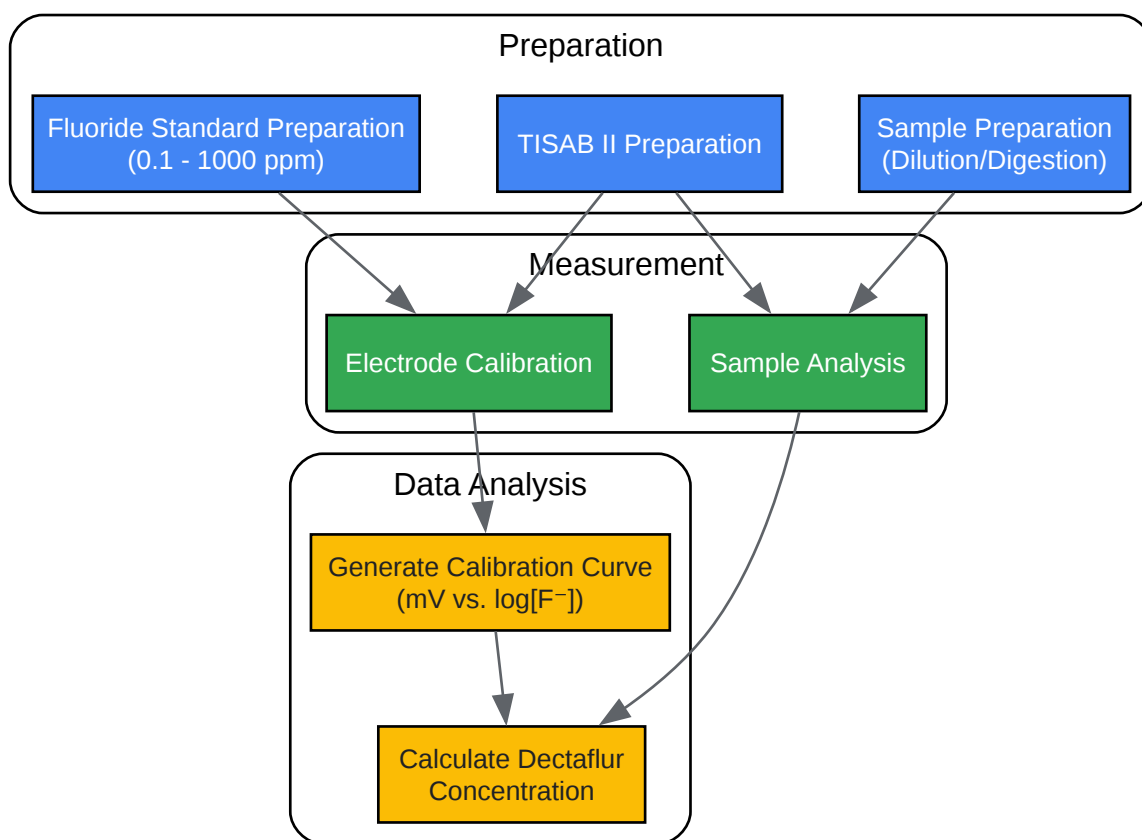 Preparation
Fluoride Standard Preparation
(0.1 - 1000 ppm)
TISAB II Preparation
Sample Preparation
(Dilution/Digestion)
Measurement
Electrode Calibration
Sample Analysis
Data Analysis
Generate Calibration Curve
(mV vs. log[F⁻])
Calculate Dectaflur
Concentration